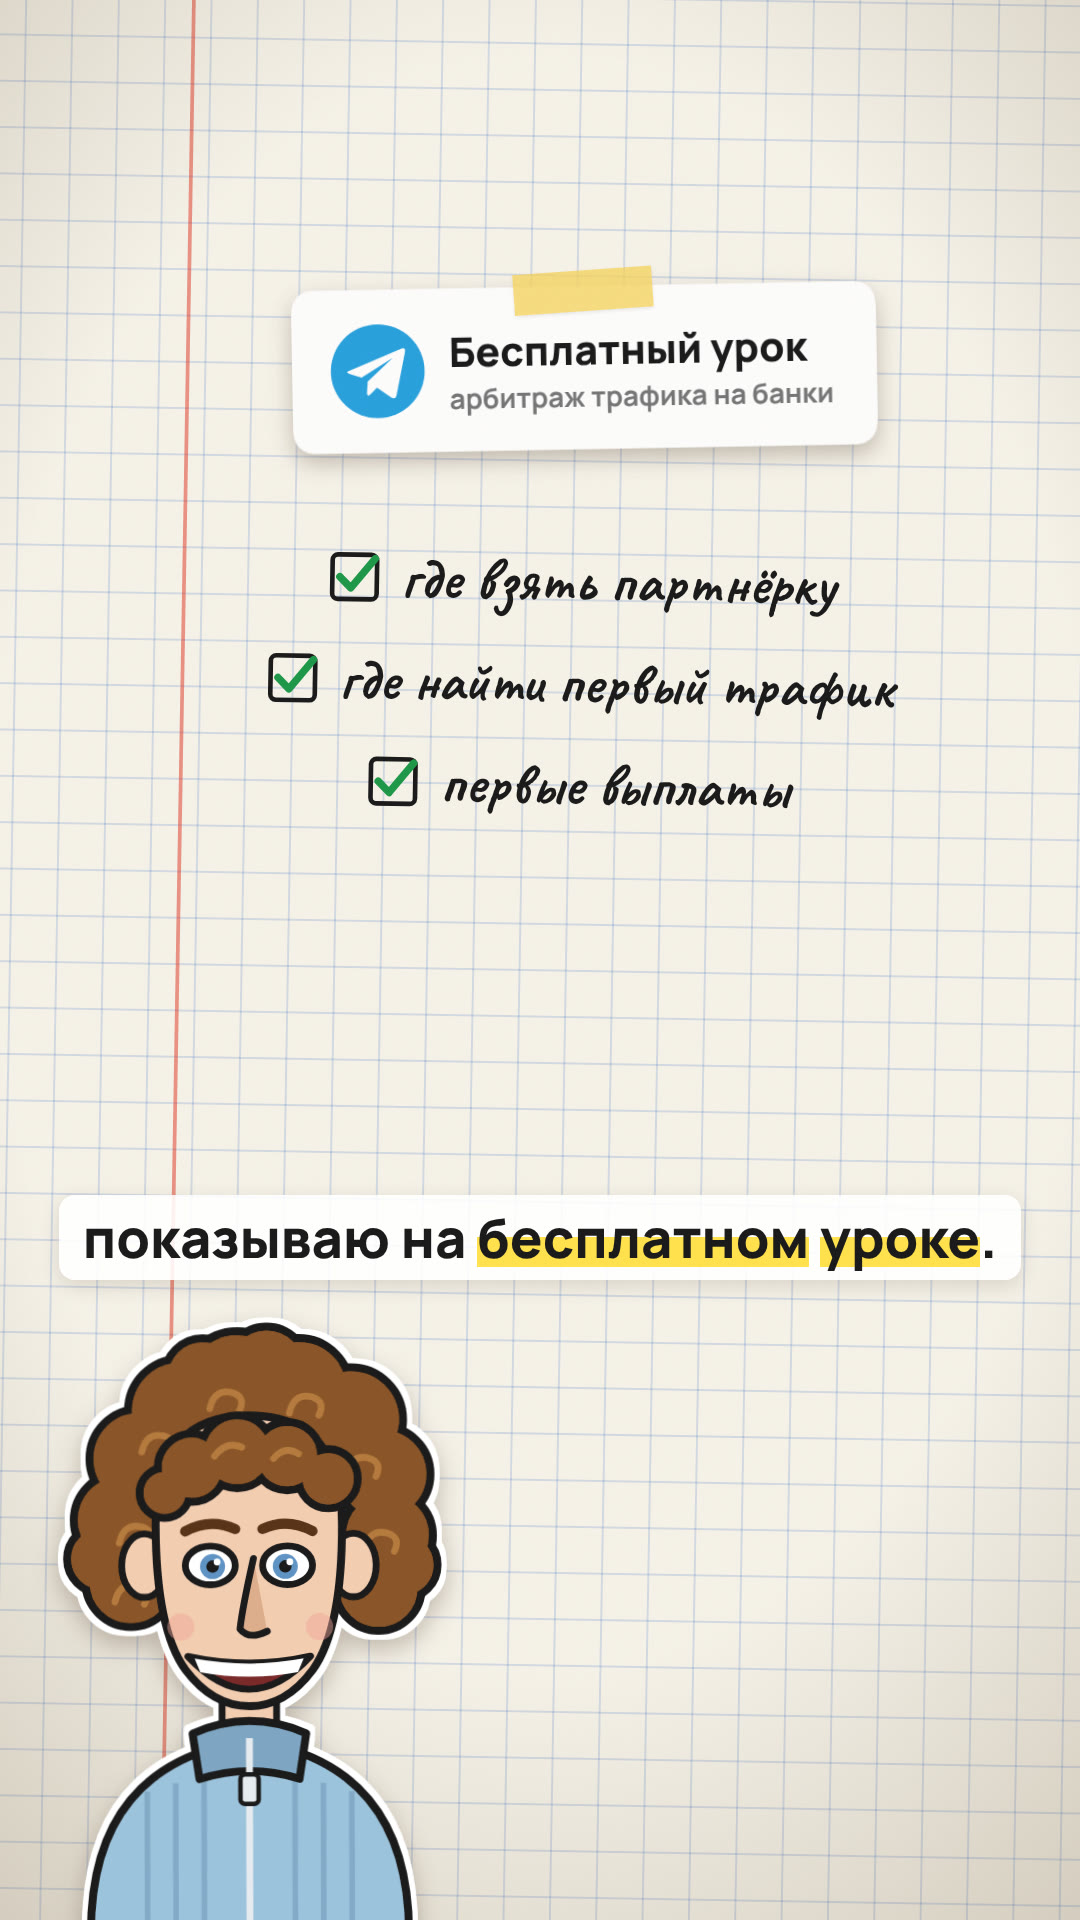 Бесплатный урок
арбитраж трафика на банки
где взять партнёрку
где найти первый трафик
первые выплаты
показываю на бесплатном уроке.